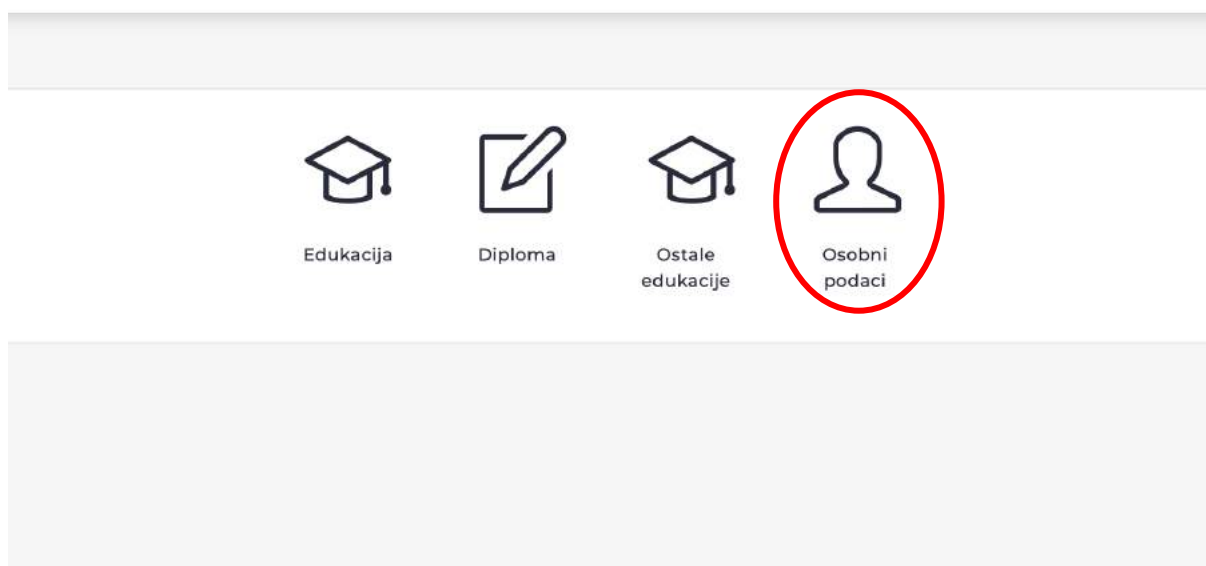 Edukacija
Diploma
Ostale
edukacije
Osobni
podaci